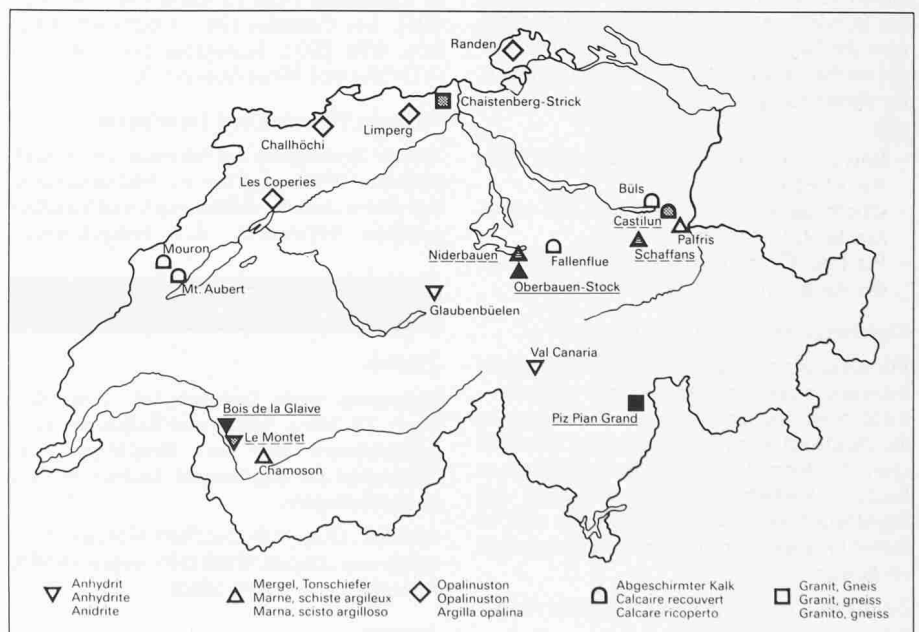 Randen
Chaistenberg-Strick
Limperg
Challhöchi
Les Coperies
Büls
Castilun
Palfris
Mouron
Niderbauen
Schaffans
Fallenflue
Mt. Aubert
Oberbauen-Stock
Glaubenbüelen
Val Canaria
Bois de la Glaive
Piz Pian Grand
Le Montet
Chamoson
Anhydrit
Anhydrite
Anidrite
Mergel, Tonschiefer
Marne, schiste argileux
Marna, scisto argilloso
Opalinuston
Opalinuston
Argilla opalina
Abgeschirmter Kalk
Calcaire recouvert
Calcare ricoperto
Granit, Gneis
Granit, gneiss
Granito, gneiss